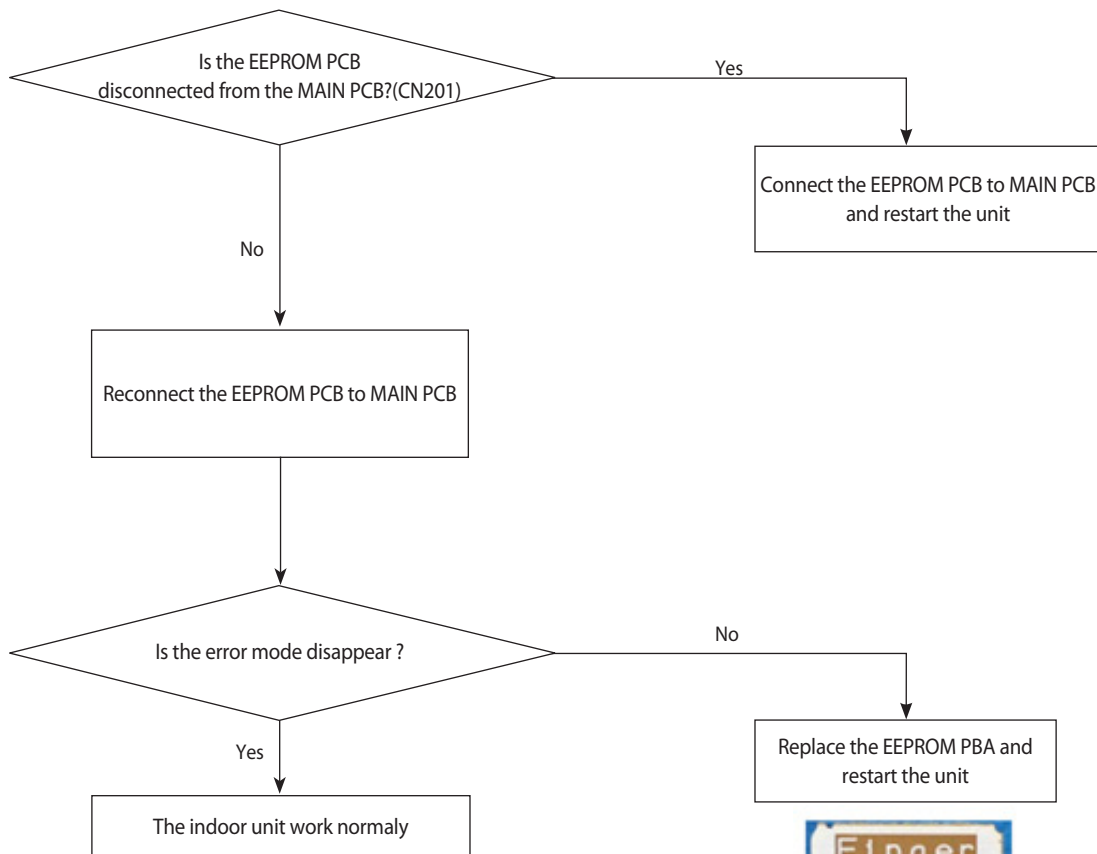 Is the EEPROM PCB
disconnected from the MAIN PCB?(CN201)
Yes
Connect the EEPROM PCB to MAIN PCB
and restart the unit
No
Reconnect the EEPROM PCB to MAIN PCB
Is the error mode disappear ?
No
Yes
Replace the EEPROM PBA and
restart the unit
The indoor unit work normaly
Finger